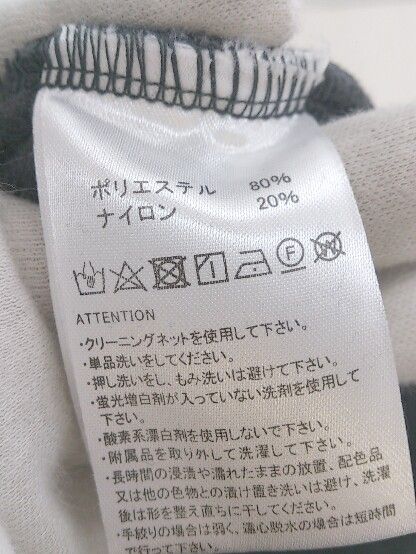 ポリエステル 80%
ナイロン 20%
F W
ATTENTION
・クリーニングネットを使用して下さい。
・単品洗いをしてください。
・押し洗いをし、もみ洗いは避けて下さい。
・蛍光増白剤が入っていない洗剤を使用して
下さい。
・酸素系漂白剤を使用しないで下さい。
・附属品を取り外して洗濯して下さい。
・長時間の浸漬や濡れたままの放置、配色品
又は他の色物との漬け置き洗いは避け、洗濯
後は形を整え直ちに干してください。
・手絞りの場合は弱く、遠心脱水の場合は短時間
で行って下さい。